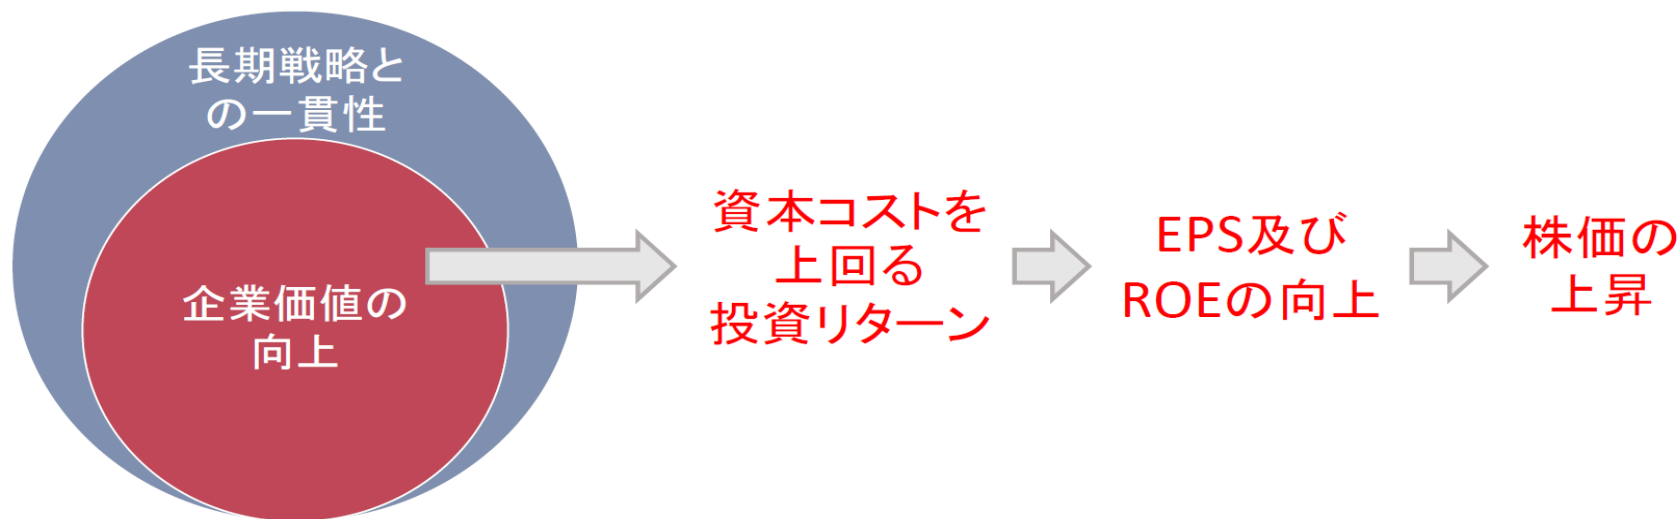 長期戦略と
の一貫性
企業価値の
向上
資本コストを
上回る
投資リターン
EPS及び
ROEの向上
株価の
上昇